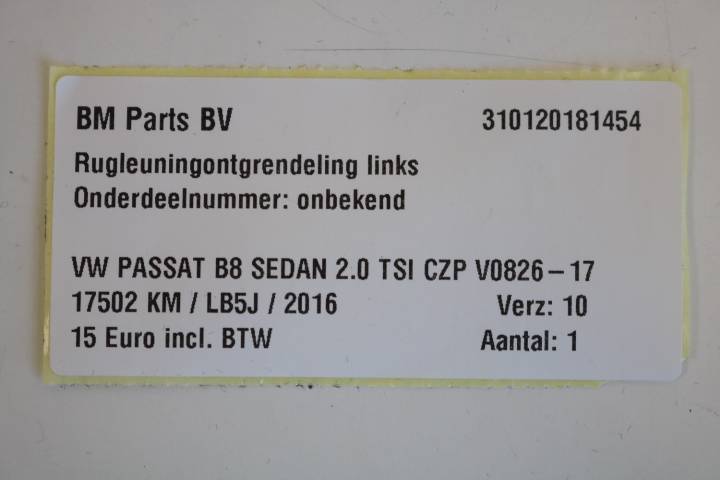 BM Parts BV 310120181454
Rugleuningontgrendeling links
Onderdeelnummer: onbekend
VW PASSAT B8 SEDAN 2.0 TSI CZP V0826-17
17502 KM / LB5J / 2016 Verz: 10
15 Euro incl. BTW Aantal: 1